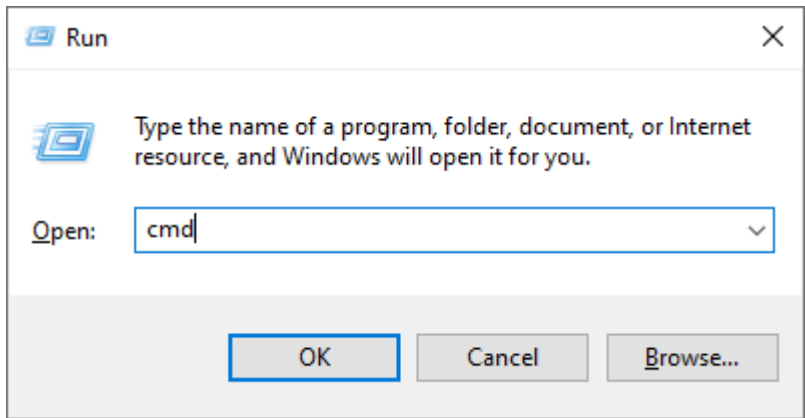 Run
Type the name of a program, folder, document, or Internet
resource, and Windows will open it for you.
Open: cmd
OK Cancel Browse...